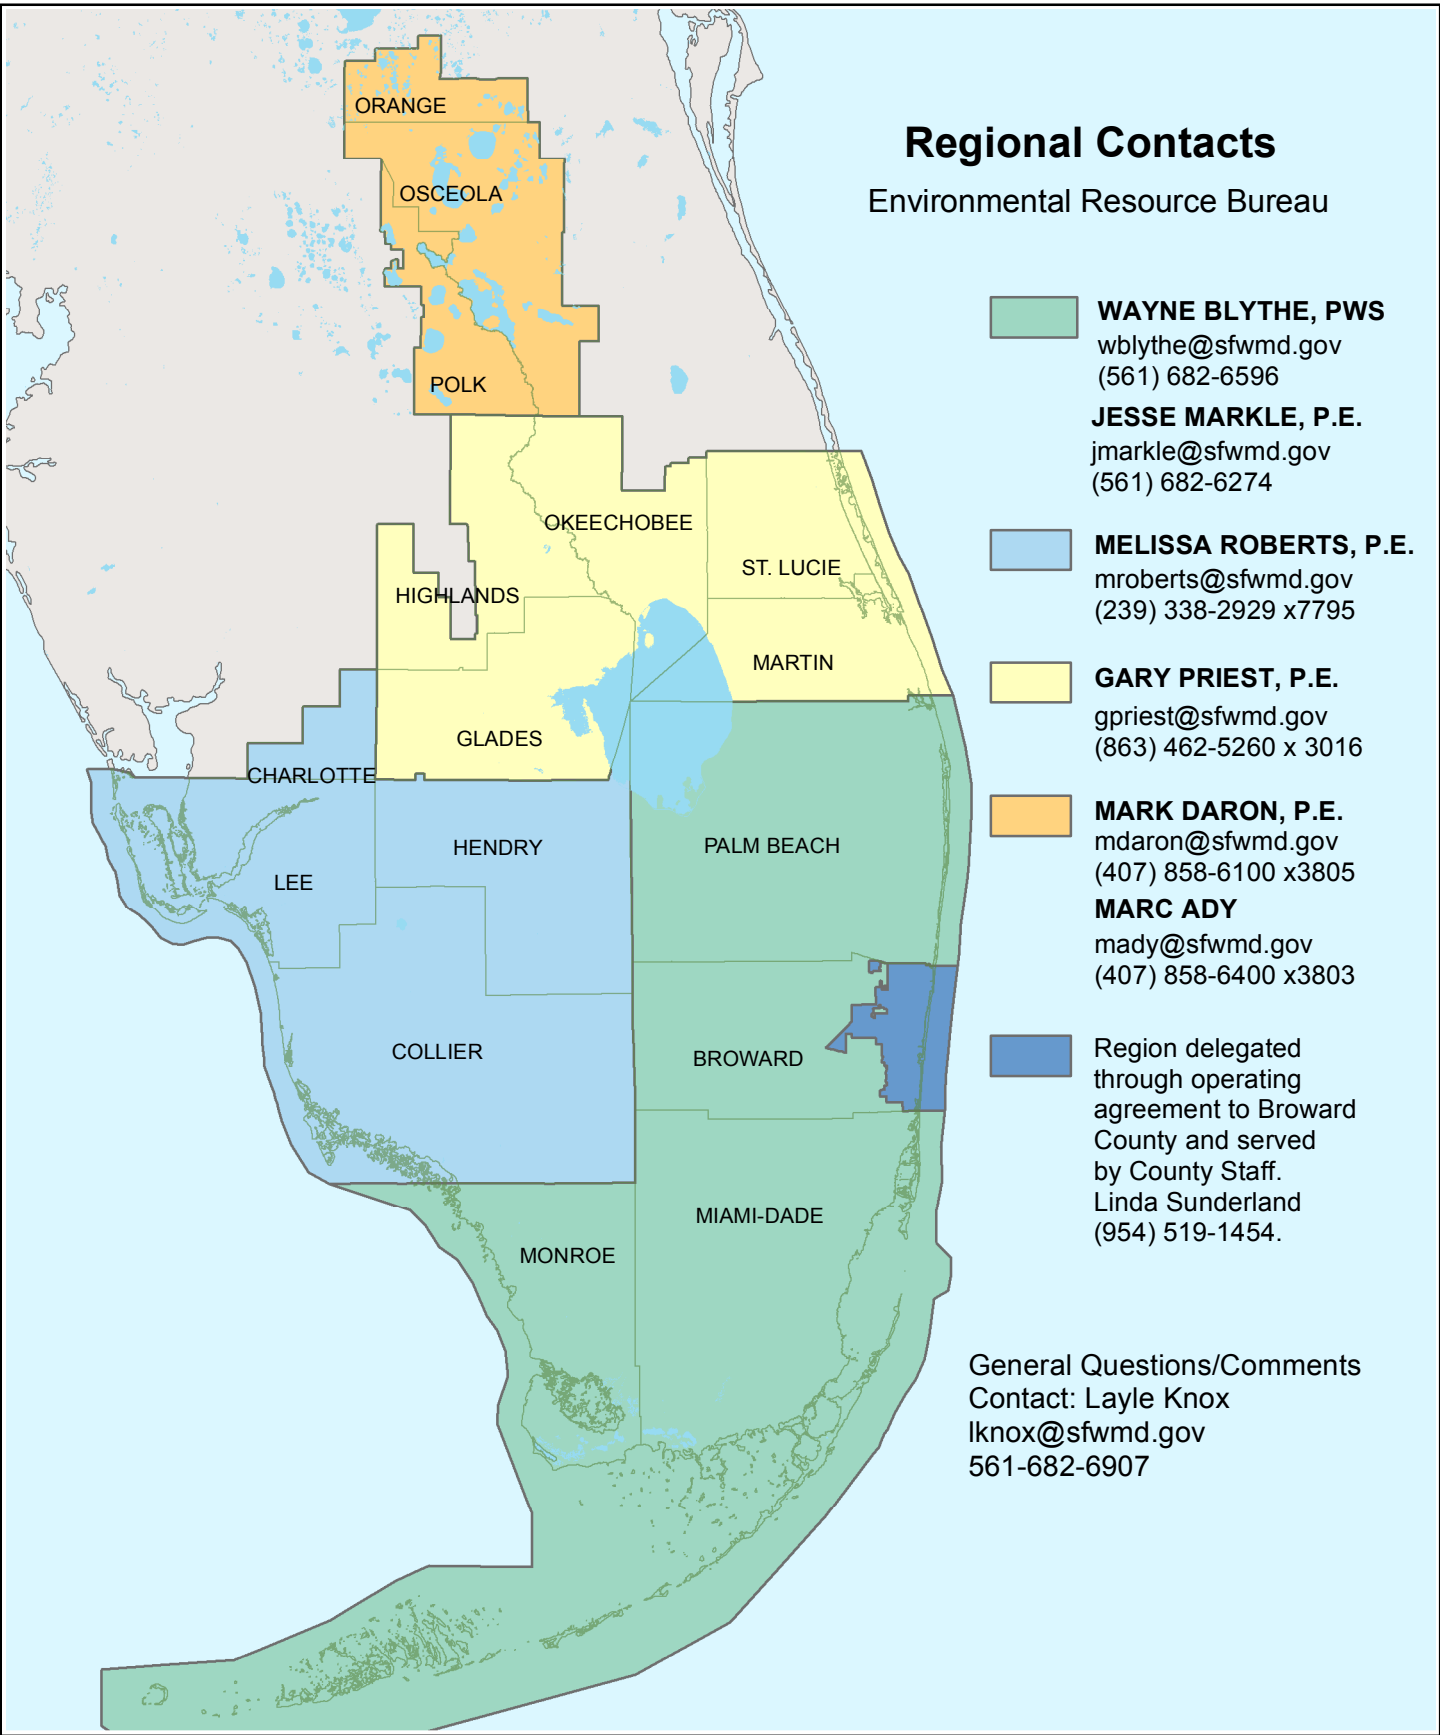 Regional Contacts
Environmental Resource Bureau
WAYNE BLYTHE, PWS
wblythe@sfwmd.gov
(561) 682-6596
JESSE MARKLE, P.E.
jmarkle@sfwmd.gov
(561) 682-6274
MELISSA ROBERTS, P.E.
mroberts@sfwmd.gov
(239) 338-2929 x7795
GARY PRIEST, P.E.
gpriest@sfwmd.gov
(863) 462-5260 x 3016
MARK DARON, P.E.
mdaron@sfwmd.gov
(407) 858-6100 x3805
MARC ADY
mady@sfwmd.gov
(407) 858-6400 x3803
Region delegated
through operating
agreement to Broward
County and served
by County Staff.
Linda Sunderland
(954) 519-1454.
General Questions/Comments
Contact: Layle Knox
lknox@sfwmd.gov
561-682-6907
ORANGE
OSCEOLA
POLK
OKEECHOBEE
ST. LUCIE
HIGHLANDS
MARTIN
GLADES
CHARLOTTE
HENDRY
PALM BEACH
LEE
COLLIER
BROWARD
MIAMI-DADE
MONROE